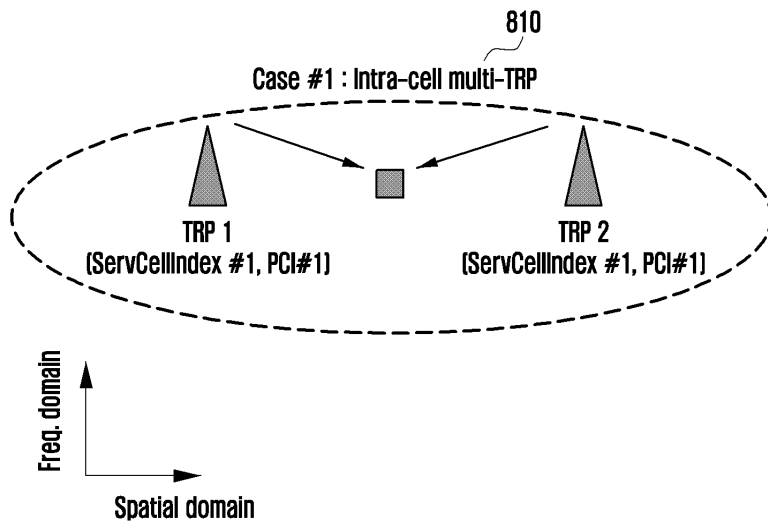 810
Case #1 : Intra-cell multi-TRP
TRP 1
(ServCellIndex #1, PCI#1)
TRP 2
(ServCellIndex #1, PCI#1)
Freq. domain
Spatial domain